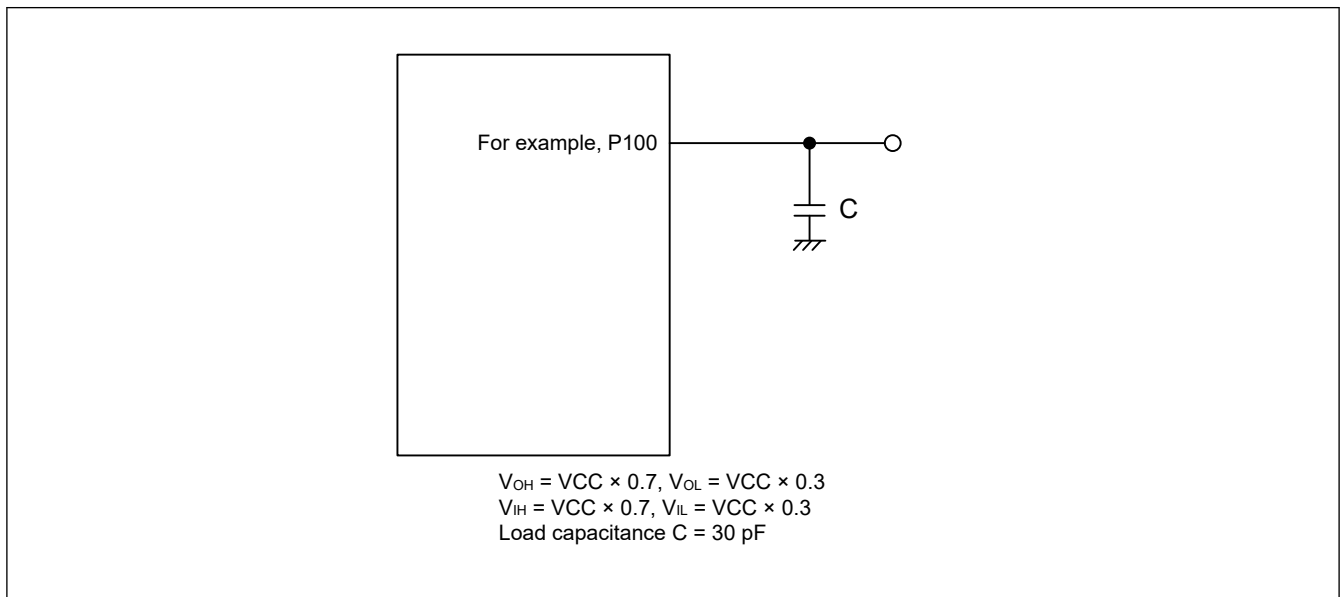 For example, P100
C
VOH = VCC × 0.7, VOL = VCC × 0.3
VIH = VCC × 0.7, VIL = VCC × 0.3
Load capacitance C = 30 pF